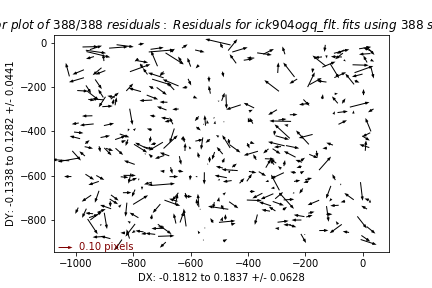 or plot of 388/388 residuals: Residuals for ick904ogq_flt.fits using 388 s
0
−200
−400
−600
−800
DY: -0.1338 to 0.1282 +/- 0.0441
0.10 pixels
−1000
−800
−600
−400
−200
0
DX: -0.1812 to 0.1837 +/- 0.0628